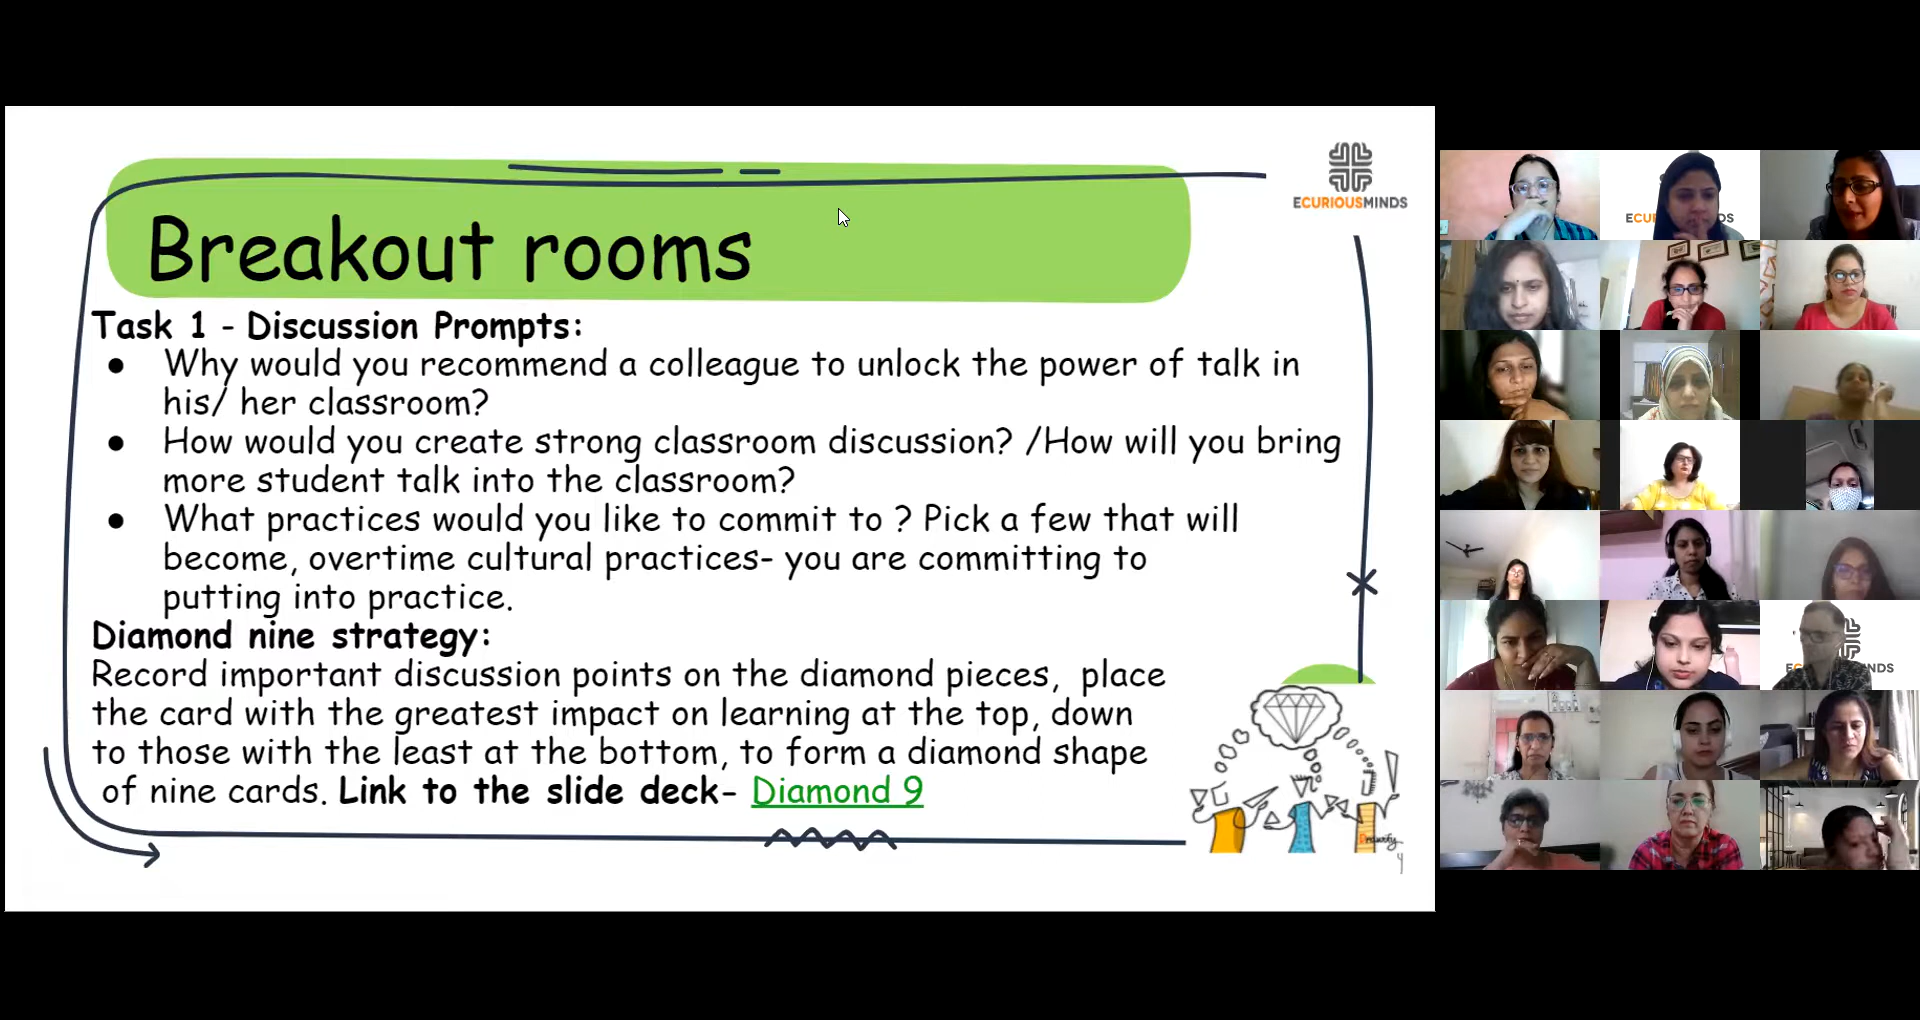 ECURIOUSMINDS
Breakout rooms
Task 1 - Discussion Prompts:
● Why would you recommend a colleague to unlock the power of talk in
his/ her classroom?
● How would you create strong classroom discussion? /How will you bring
more student talk into the classroom?
● What practices would you like to commit to ? Pick a few that will
become, overtime cultural practices- you are committing to
putting into practice.
Diamond nine strategy:
Record important discussion points on the diamond pieces, place
the card with the greatest impact on learning at the top, down
to those with the least at the bottom, to form a diamond shape
of nine cards. Link to the slide deck- Diamond 9